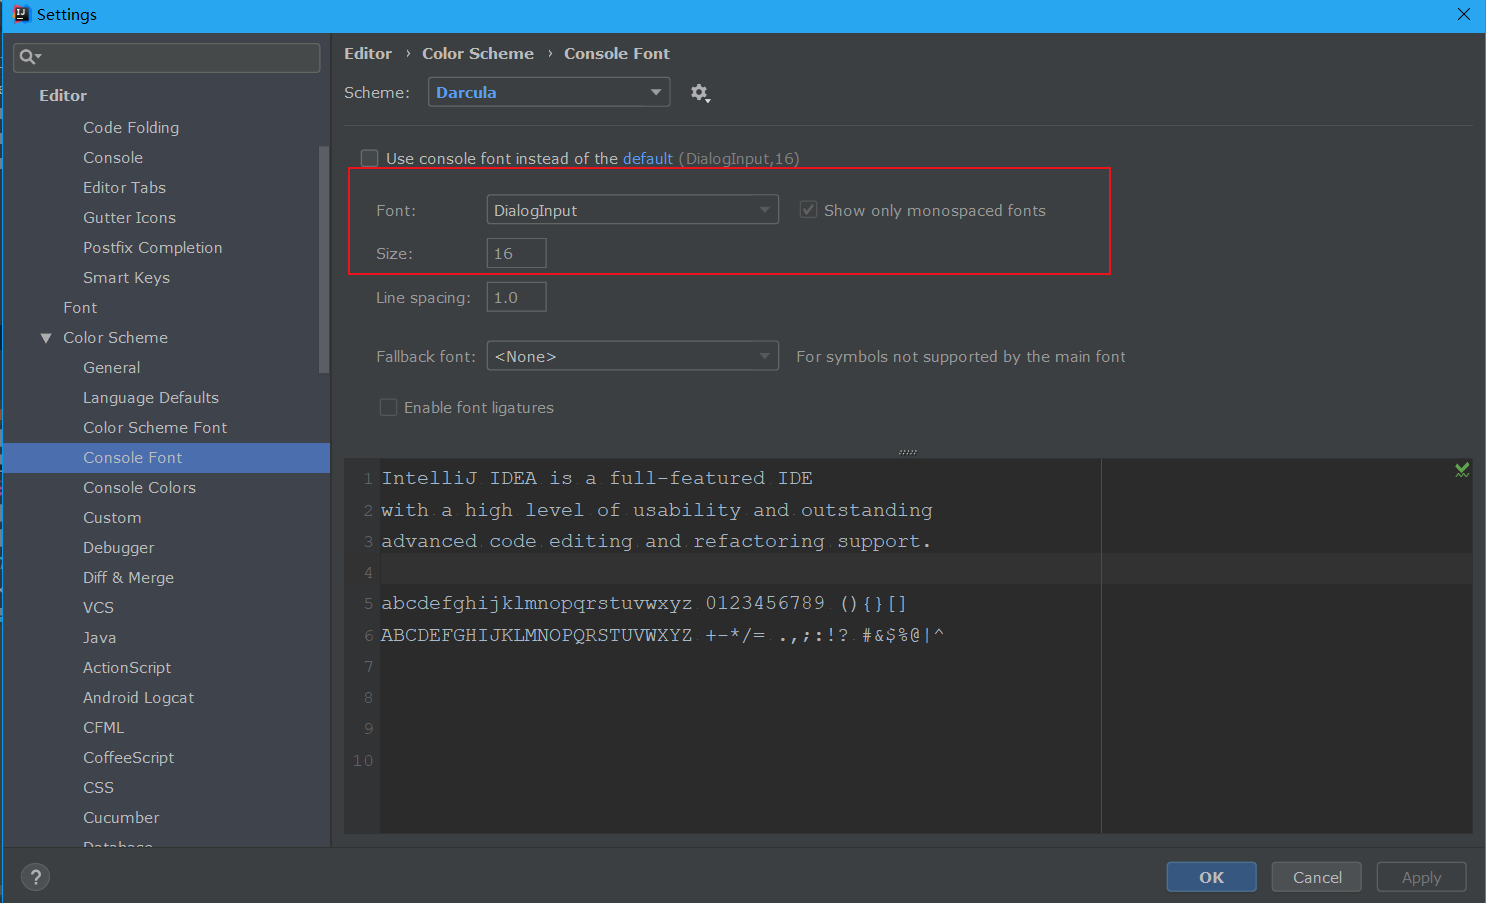 Settings
Editor
Code Folding
Console
Editor Tabs
Gutter Icons
Postfix Completion
Smart Keys
Font
Color Scheme
General
Language Defaults
Color Scheme Font
Console Font
Console Colors
Custom
Debugger
Diff & Merge
VCS
Java
ActionScript
Android Logcat
CFML
CoffeeScript
CSS
Cucumber
Database
Editor › Color Scheme › Console Font
Scheme: Darcula
Use console font instead of the default (DialogInput,16)
Font: DialogInput Show only monospaced fonts
Size: 16
Line spacing: 1.0
Fallback font: <None> For symbols not supported by the main font
Enable font ligatures
1 IntelliJ IDEA is a full-featured IDE
2 with a high level of usability and outstanding
3 advanced code editing and refactoring support.
4
5 abcdefghijklmnopqrstuvwxyz 0123456789 (){}[]
6 ABCDEFGHIJKLMNOPQRSTUVWXYZ +-*/= .,;:!? #&$%@|^
7
8
9
10
? OK Cancel Apply